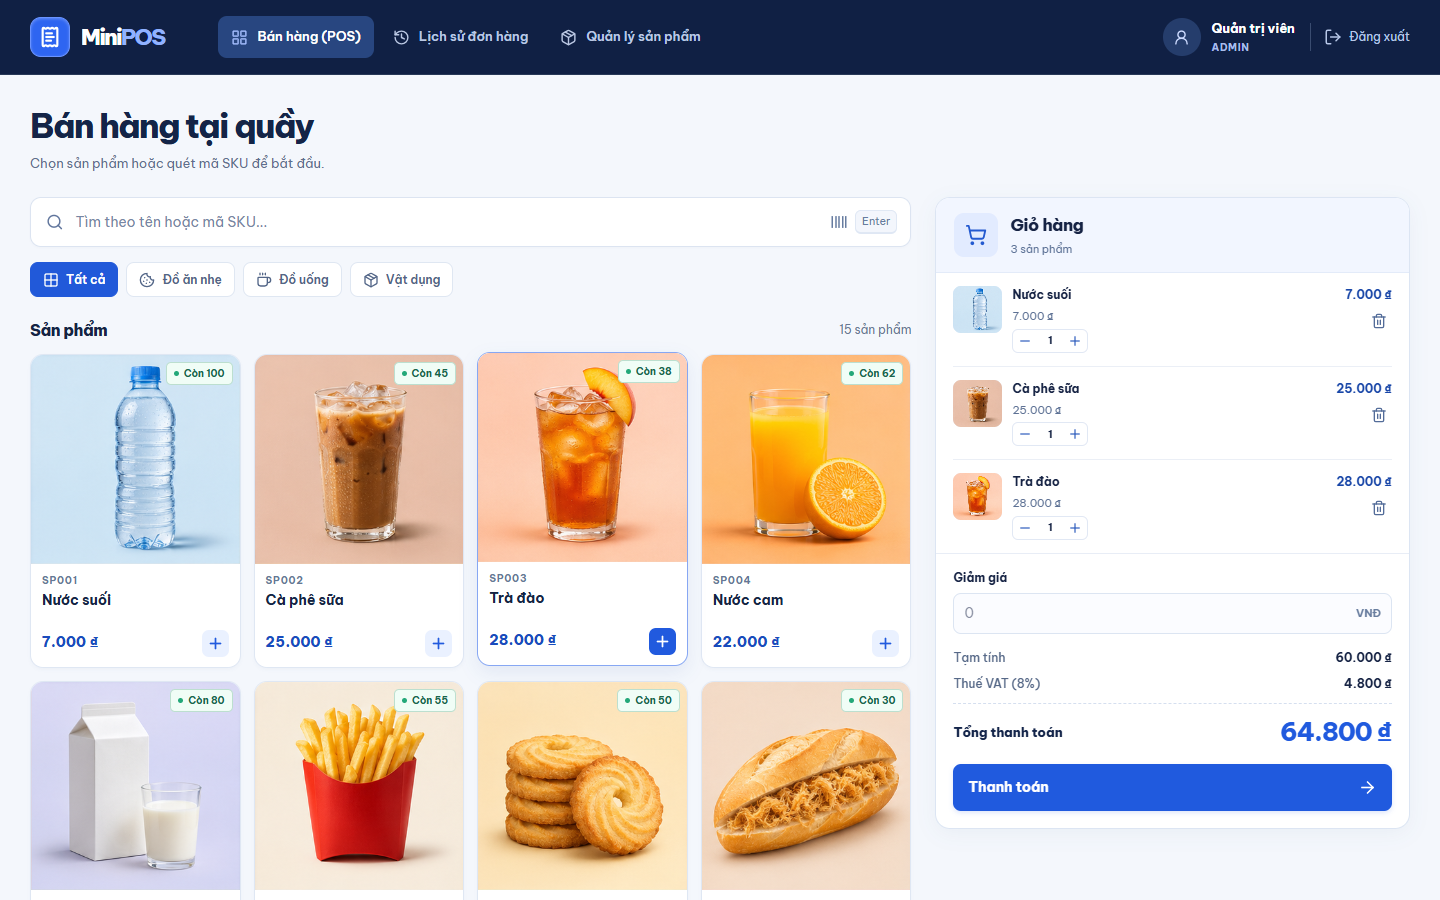 MiniPOS
Bán hàng (POS)
Lịch sử đơn hàng
Quản lý sản phẩm
Quản trị viên
ADMIN
Đăng xuất
Bán hàng tại quầy
Chọn sản phẩm hoặc quét mã SKU để bắt đầu.
Tìm theo tên hoặc mã SKU...
Enter
Tất cả
Đồ ăn nhẹ
Đồ uống
Vật dụng
Sản phẩm
15 sản phẩm
Còn 100
SP001
Nước suối
7.000 ₫
Còn 45
SP002
Cà phê sữa
25.000 ₫
Còn 38
SP003
Trà đào
28.000 ₫
Còn 62
SP004
Nước cam
22.000 ₫
Còn 80
Còn 55
Còn 50
Còn 30
Giỏ hàng
3 sản phẩm
Nước suối
7.000 ₫
7.000 ₫
1
Cà phê sữa
25.000 ₫
25.000 ₫
1
Trà đào
28.000 ₫
28.000 ₫
1
Giảm giá
0
VNĐ
Tạm tính
60.000 ₫
Thuế VAT (8%)
4.800 ₫
Tổng thanh toán
64.800 ₫
Thanh toán